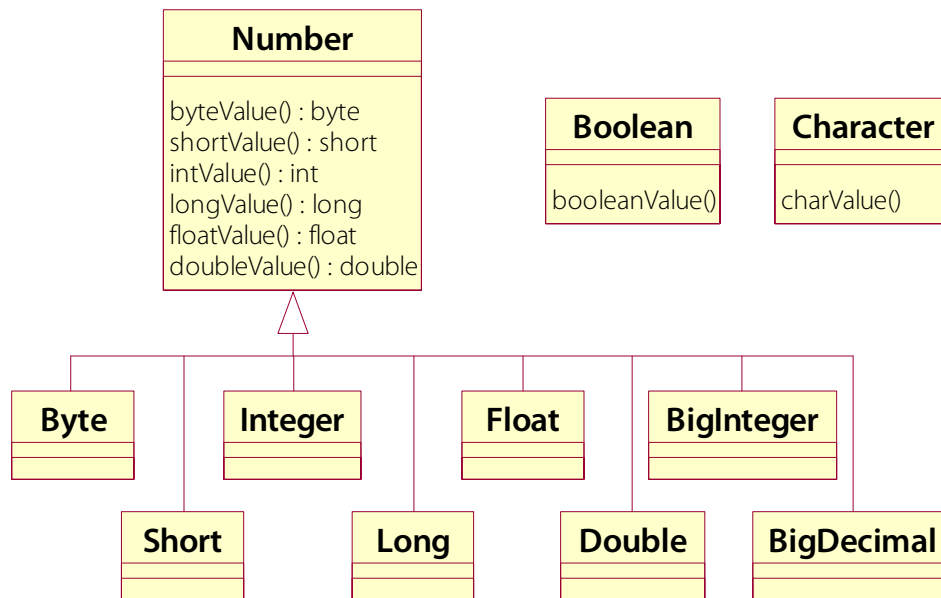 Number
byteValue() : byte
shortValue() : short
intValue() : int
longValue() : long
floatValue() : float
doubleValue() : double
Boolean
booleanValue()
Character
charValue()
Byte
Integer
Float
BigInteger
Short
Long
Double
BigDecimal